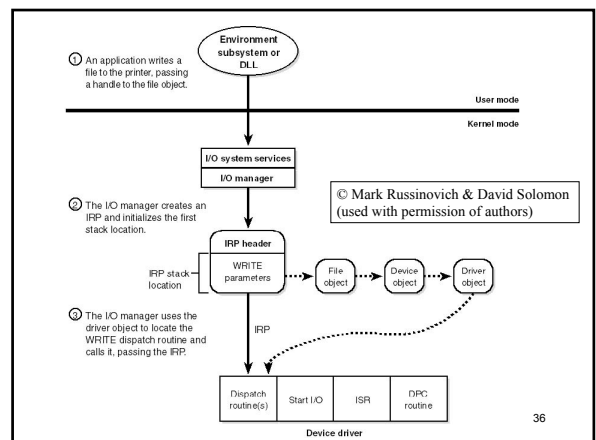 Environment
subsystem or
DLL
① An application writes a
file to the printer, passing
a handle to the file object.
User mode
Kernel mode
I/O system services
I/O manager
© Mark Russinovich & David Solomon
(used with permission of authors)
② The I/O manager creates an
IRP and initializes the first
stack location.
IRP header
IRP stack
location
WRITE
parameters
File
object
Device
object
Driver
object
③ The I/O manager uses the
driver object to locate the
WRITE dispatch routine and
calls it, passing the IRP.
IRP
Dispatch
routine(s)
Start I/O
ISR
DPC
routine
Device driver
36